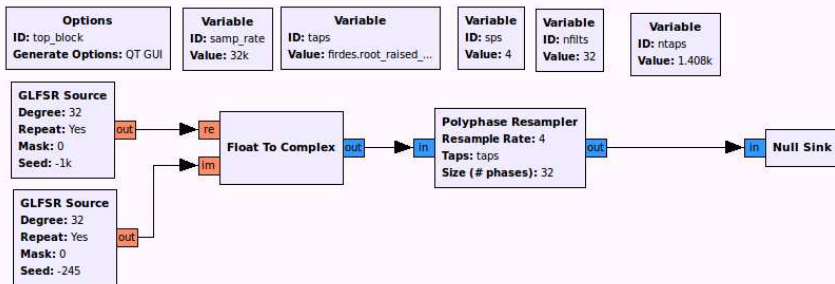 Options
ID: top_block
Generate Options: QT GUI
Variable
ID: samp_rate
Value: 32k
Variable
ID: taps
Value: firdes.root_raised_...
Variable
ID: sps
Value: 4
Variable
ID: nfilts
Value: 32
Variable
ID: ntaps
Value: 1.408k
GLFSR Source
Degree: 32
Repeat: Yes
Mask: 0
Seed: -1k
out
re
im
Float To Complex
out
in
Polyphase Resampler
Resample Rate: 4
Taps: taps
Size (# phases): 32
out
in
Null Sink
GLFSR Source
Degree: 32
Repeat: Yes
Mask: 0
Seed: -245
out